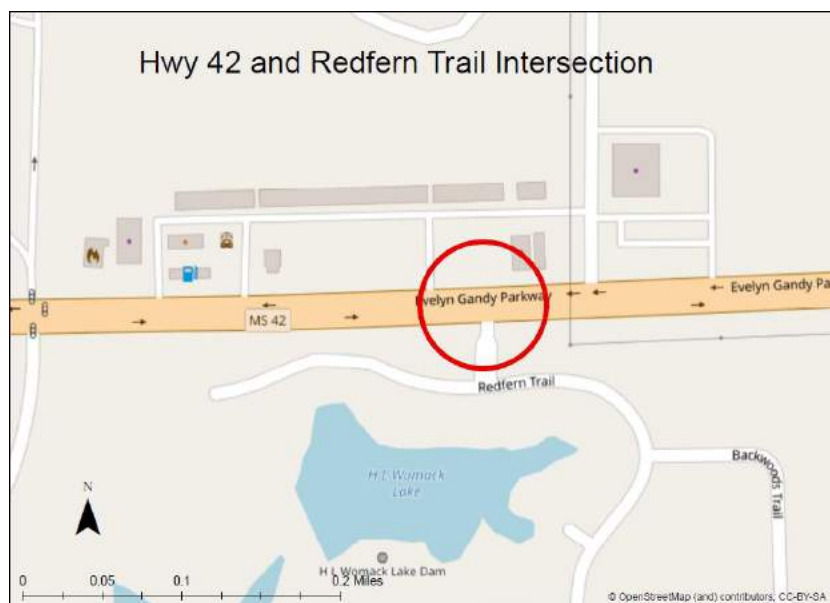 Hwy 42 and Redfern Trail Intersection
Evelyn Gandy Parkway
Evelyn Gandy Pa
MS 42
Redfern Trail
Backwoods Trail
H L Womack
Lake
N
H L Womack Lake Dam
0 0.05 0.1 0.2 Miles
© OpenStreetMap (and) contributors, CC-BY-SA